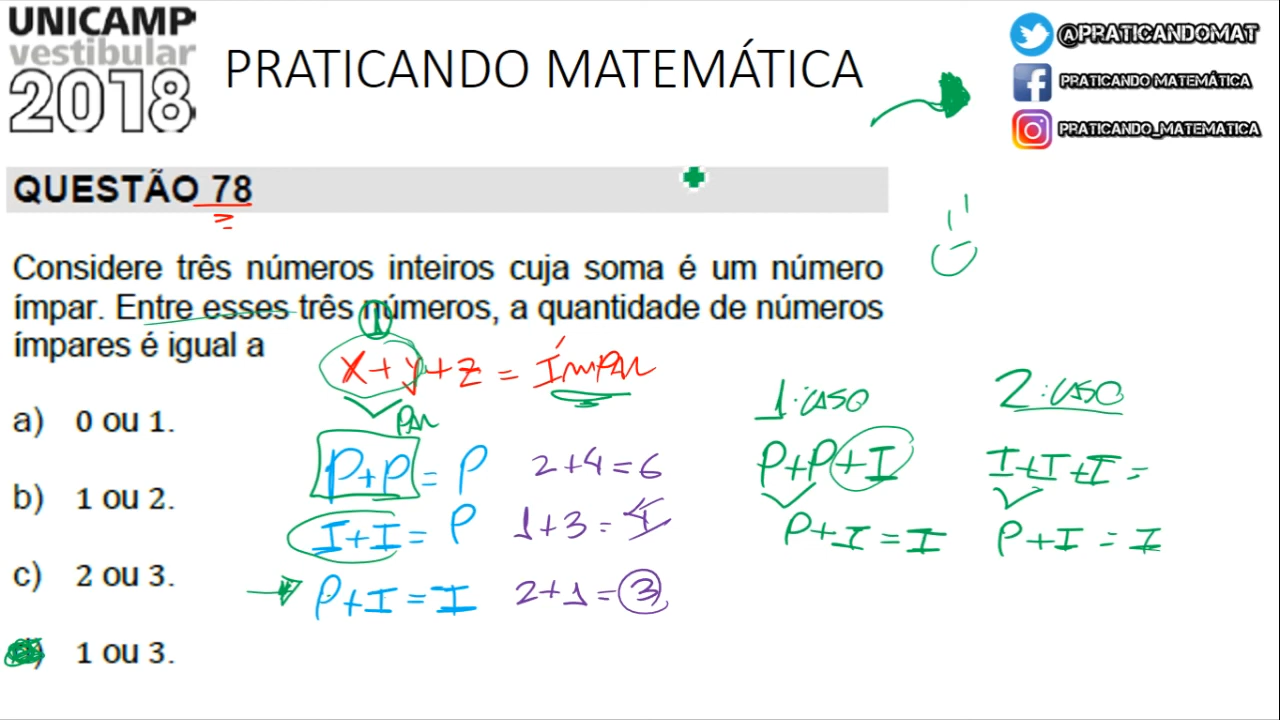 UNICAMP
vestibular
2018
PRATICANDO MATEMÁTICA
@PRATICANDOMAT
PRATICANDO MATEMÁTICA
PRATICANDO_MATEMATICA
QUESTÃO 78
Considere três números inteiros cuja soma é um número
ímpar. Entre esses três números, a quantidade de números
ímpares é igual a
I
X+y+z = ÍMPAR
PAR
a) 0 ou 1.
b) 1 ou 2.
c) 2 ou 3.
1 ou 3.
P+P = P 2+4=6
I+I = P 1+3=4
P+I = I 2+1=3
1: CASO
P+P+I
P+I = I
2: CASO
I+I+I =
P+I = I